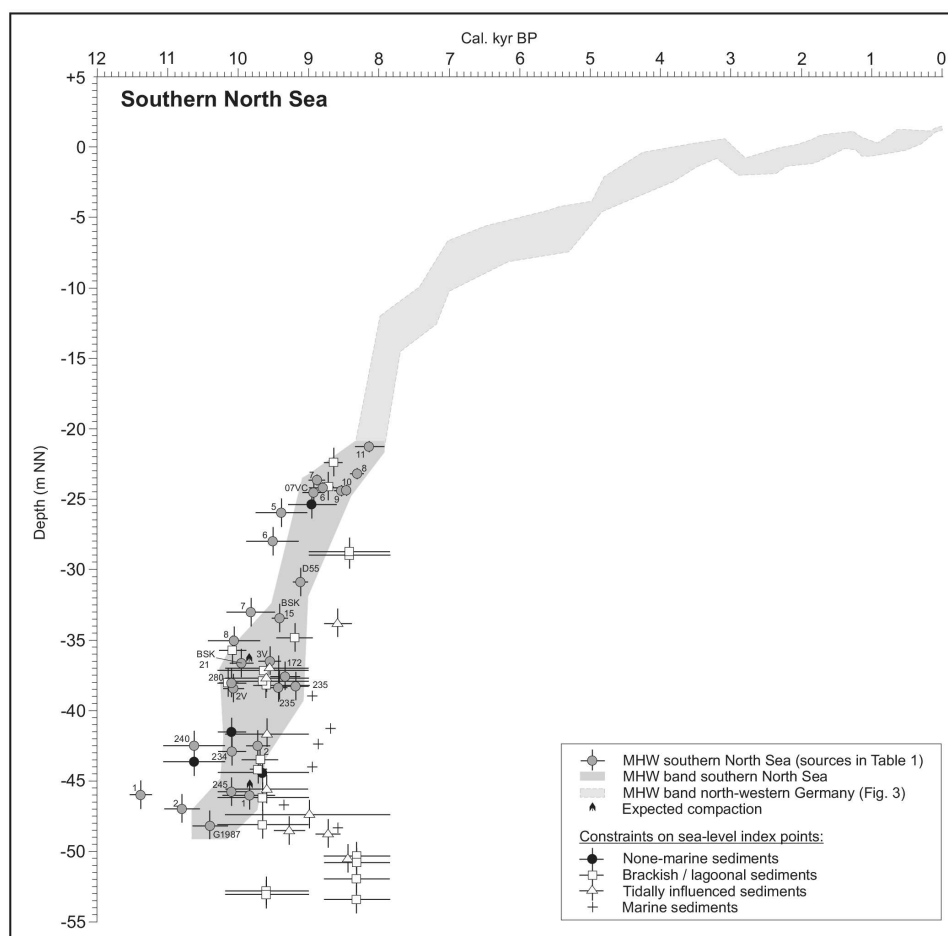 Cal. kyr BP
12 11 10 9 8 7 6 5 4 3 2 1 0
+5
Southern North Sea
0
-5
-10
-15
-20
11
7
8
07VC
10
6
9
-25
5
6
Depth (m NN)
-30
D55
7
BSK
15
8
-35
BSK
21
3V
172
280
235
2V
235
-40
240
2
234
245
-45
1
1
2
G1987
-50
-55
MHW southern North Sea (sources in Table 1)
MHW band southern North Sea
MHW band north-western Germany (Fig. 3)
Expected compaction
Constraints on sea-level index points:
None-marine sediments
Brackish / lagoonal sediments
Tidally influenced sediments
Marine sediments